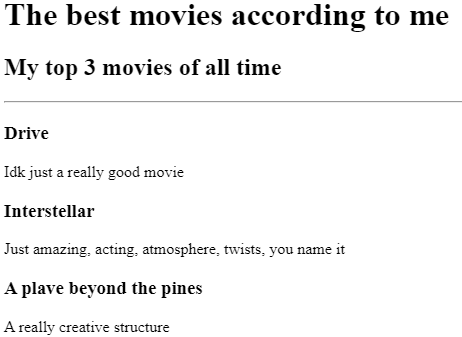 The best movies according to me
My top 3 movies of all time
Drive
Idk just a really good movie
Interstellar
Just amazing, acting, atmosphere, twists, you name it
A plave beyond the pines
A really creative structure